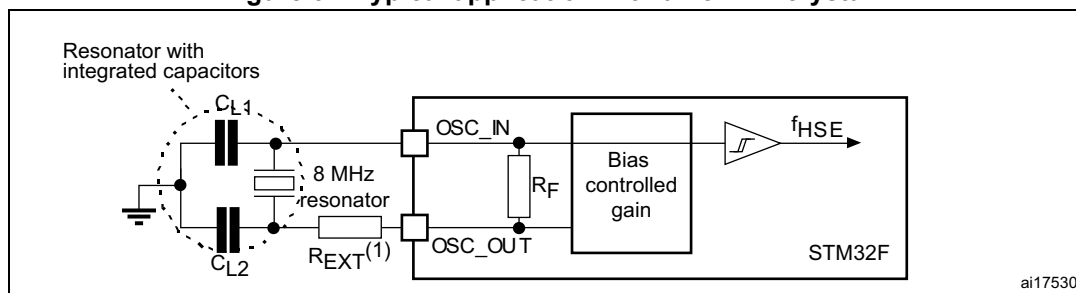 Resonator with
integrated capacitors
CL1
OSC_IN
fHSE
8 MHz
resonator
RF
Bias
controlled
gain
REXT(1)
OSC_OUT
STM32F
CL2
ai17530